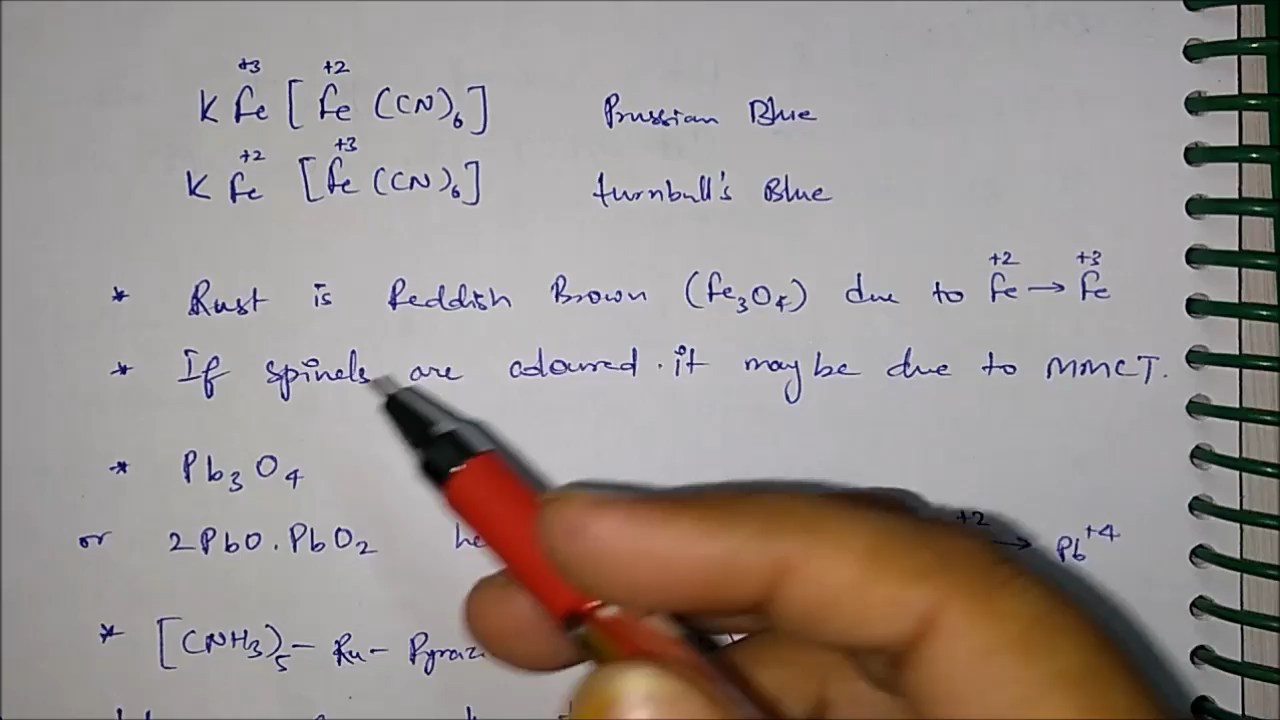 +3 +2
K Fe [Fe (CN)6] Prussian Blue
+2 +3
K Fe [Fe (CN)6] turnbull's Blue
* Rust is Reddish Brown (Fe3O4) due to Fe+2 → Fe+3
* If spinels are coloured. it may be due to MMCT.
* Pb3O4
or 2PbO.PbO2 +2 → Pb+4
* [(NH3)5 - Ru -